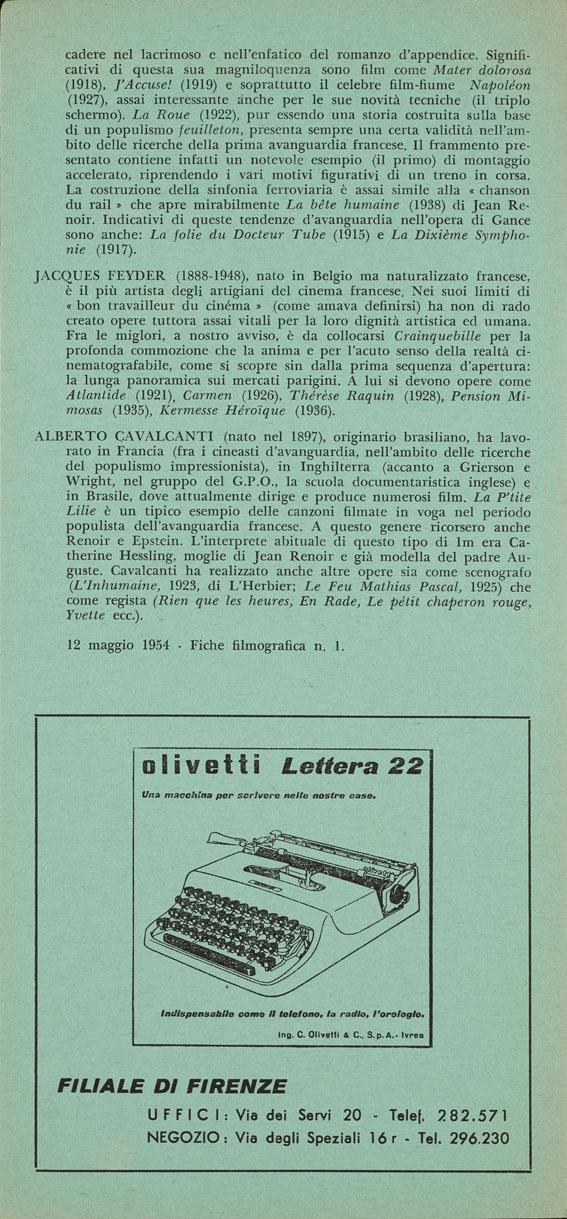 cadere nel lacrimoso e nell'enfatico del romanzo d'appendice. Signifi-
cativi di questa sua magniloquenza sono film come Mater dolorosa
(1918), J'Accuse! (1919) e soprattutto il celebre film-fiume Napoléon
(1927), assai interessante anche per le sue novità tecniche (il triplo
schermo). La Roue (1922), pur essendo una storia costruita sulla base
di un populismo feuilleton, presenta sempre una certa validità nell'am-
bito delle ricerche della prima avanguardia francese. Il frammento pre-
sentato contiene infatti un notevole esempio (il primo) di montaggio
accelerato, riprendendo i vari motivi figurativi di un treno in corsa.
La costruzione della sinfonia ferroviaria è assai simile alla « chanson
du rail » che apre mirabilmente La bête humaine (1938) di Jean Re-
noir. Indicativi di queste tendenze d'avanguardia nell'opera di Gance
sono anche: La folie du Docteur Tube (1915) e La Dixième Sympho-
nie (1917).
JACQUES FEYDER (1888-1948), nato in Belgio ma naturalizzato francese,
è il più artista degli artigiani del cinema francese. Nei suoi limiti di
« bon travailleur du cinéma » (come amava definirsi) ha non di rado
creato opere tuttora assai vitali per la loro dignità artistica ed umana.
Fra le migliori, a nostro avviso, è da collocarsi Crainquebille per la
profonda commozione che la anima e per l'acuto senso della realtà ci-
nematografabile, come si scopre sin dalla prima sequenza d'apertura:
la lunga panoramica sui mercati parigini. A lui si devono opere come
Atlantide (1921), Carmen (1926), Thérèse Raquin (1928), Pension Mi-
mosas (1935), Kermesse Héroïque (1936).
ALBERTO CAVALCANTI (nato nel 1897), originario brasiliano, ha lavo-
rato in Francia (fra i cineasti d'avanguardia, nell'ambito delle ricerche
del populismo impressionista), in Inghilterra (accanto a Grierson e
Wright, nel gruppo del G.P.O., la scuola documentaristica inglese) e
in Brasile, dove attualmente dirige e produce numerosi film. La P'tite
Lilie è un tipico esempio delle canzoni filmate in voga nel periodo
populista dell'avanguardia francese. A questo genere ricorsero anche
Renoir e Epstein. L'interprete abituale di questo tipo di 1m era Ca-
therine Hessling, moglie di Jean Renoir e già modella del padre Au-
guste. Cavalcanti ha realizzato anche altre opere sia come scenografo
(L'Inhumaine, 1923, di L'Herbier; Le Feu Mathias Pascal, 1925) che
come regista (Rien que les heures, En Rade, Le pétit chaperon rouge,
Yvette ecc.).
12 maggio 1954 - Fiche filmografica n. 1.
olivetti Lettera 22
Una macchina per scrivere nelle nostre case.
Indispensabile come il telefono, la radio, l'orologio.
Ing. C. Olivetti & C., S.p.A. - Ivrea
FILIALE DI FIRENZE
UFFICI: Via dei Servi 20 - Telef. 282.571
NEGOZIO: Via degli Speziali 16 r - Tel. 296.230